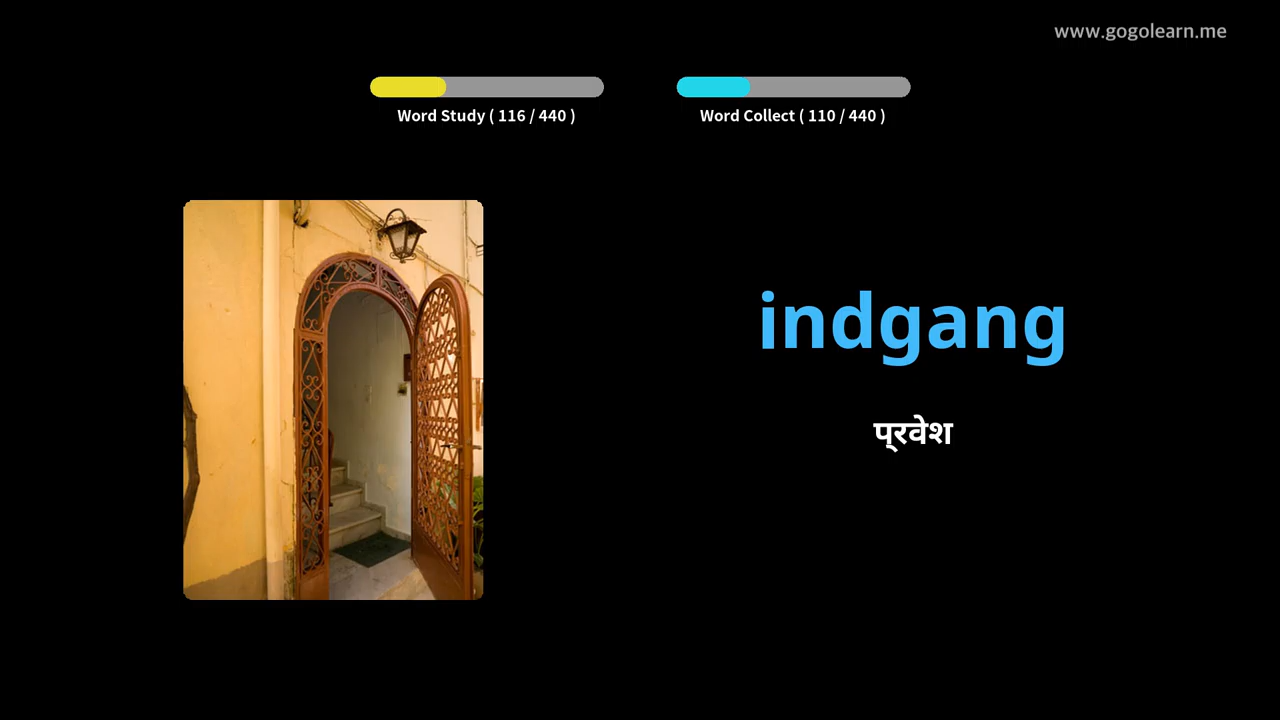 www.gogolearn.me
Word Study ( 116 / 440 )
Word Collect ( 110 / 440 )
indgang
प्रवेश